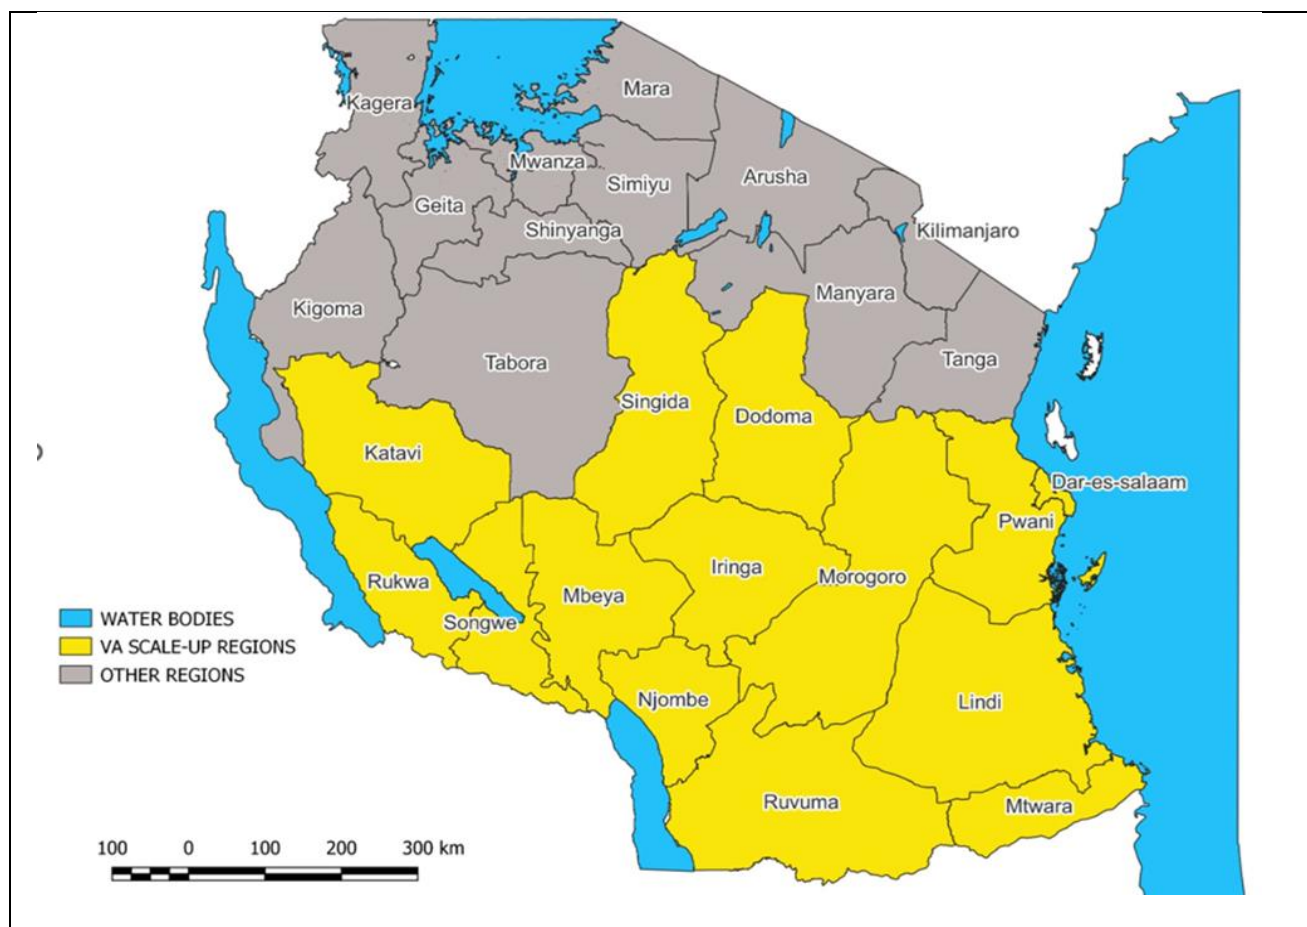 Mara
Kagera
Mwanza
Simiyu
Arusha
Geita
Shinyanga
Kilimanjaro
Kigoma
Manyara
Tabora
Tanga
Singida
Dodoma
Katavi
Dar-es-salaam
Pwani
Iringa
Morogoro
Rukwa
Mbeya
Songwe
WATER BODIES
VA SCALE-UP REGIONS
OTHER REGIONS
Njombe
Lindi
Ruvuma
Mtwara
100 0 100 200 300 km